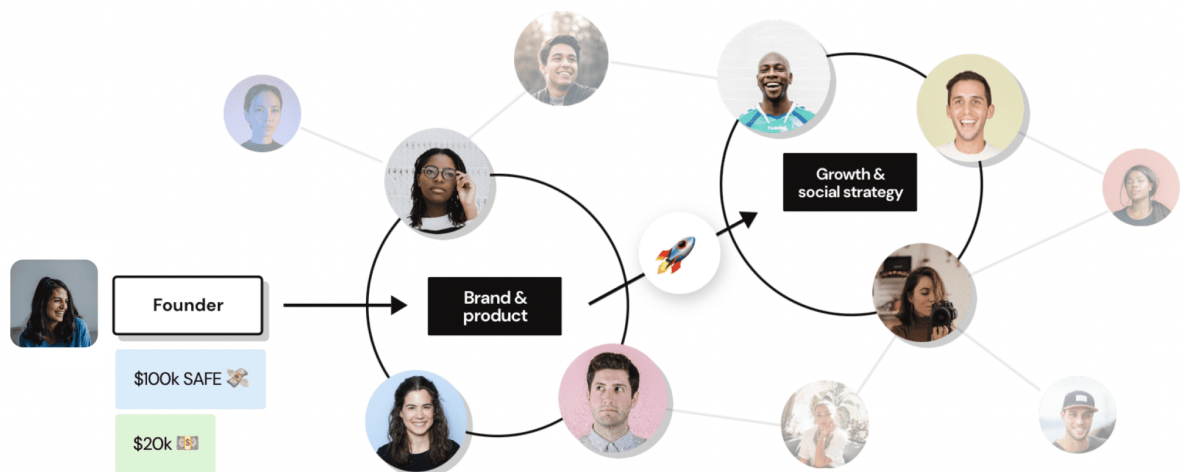 Growth &
social strategy
Founder
Brand &
product
$100k SAFE 💸
$20k 💵